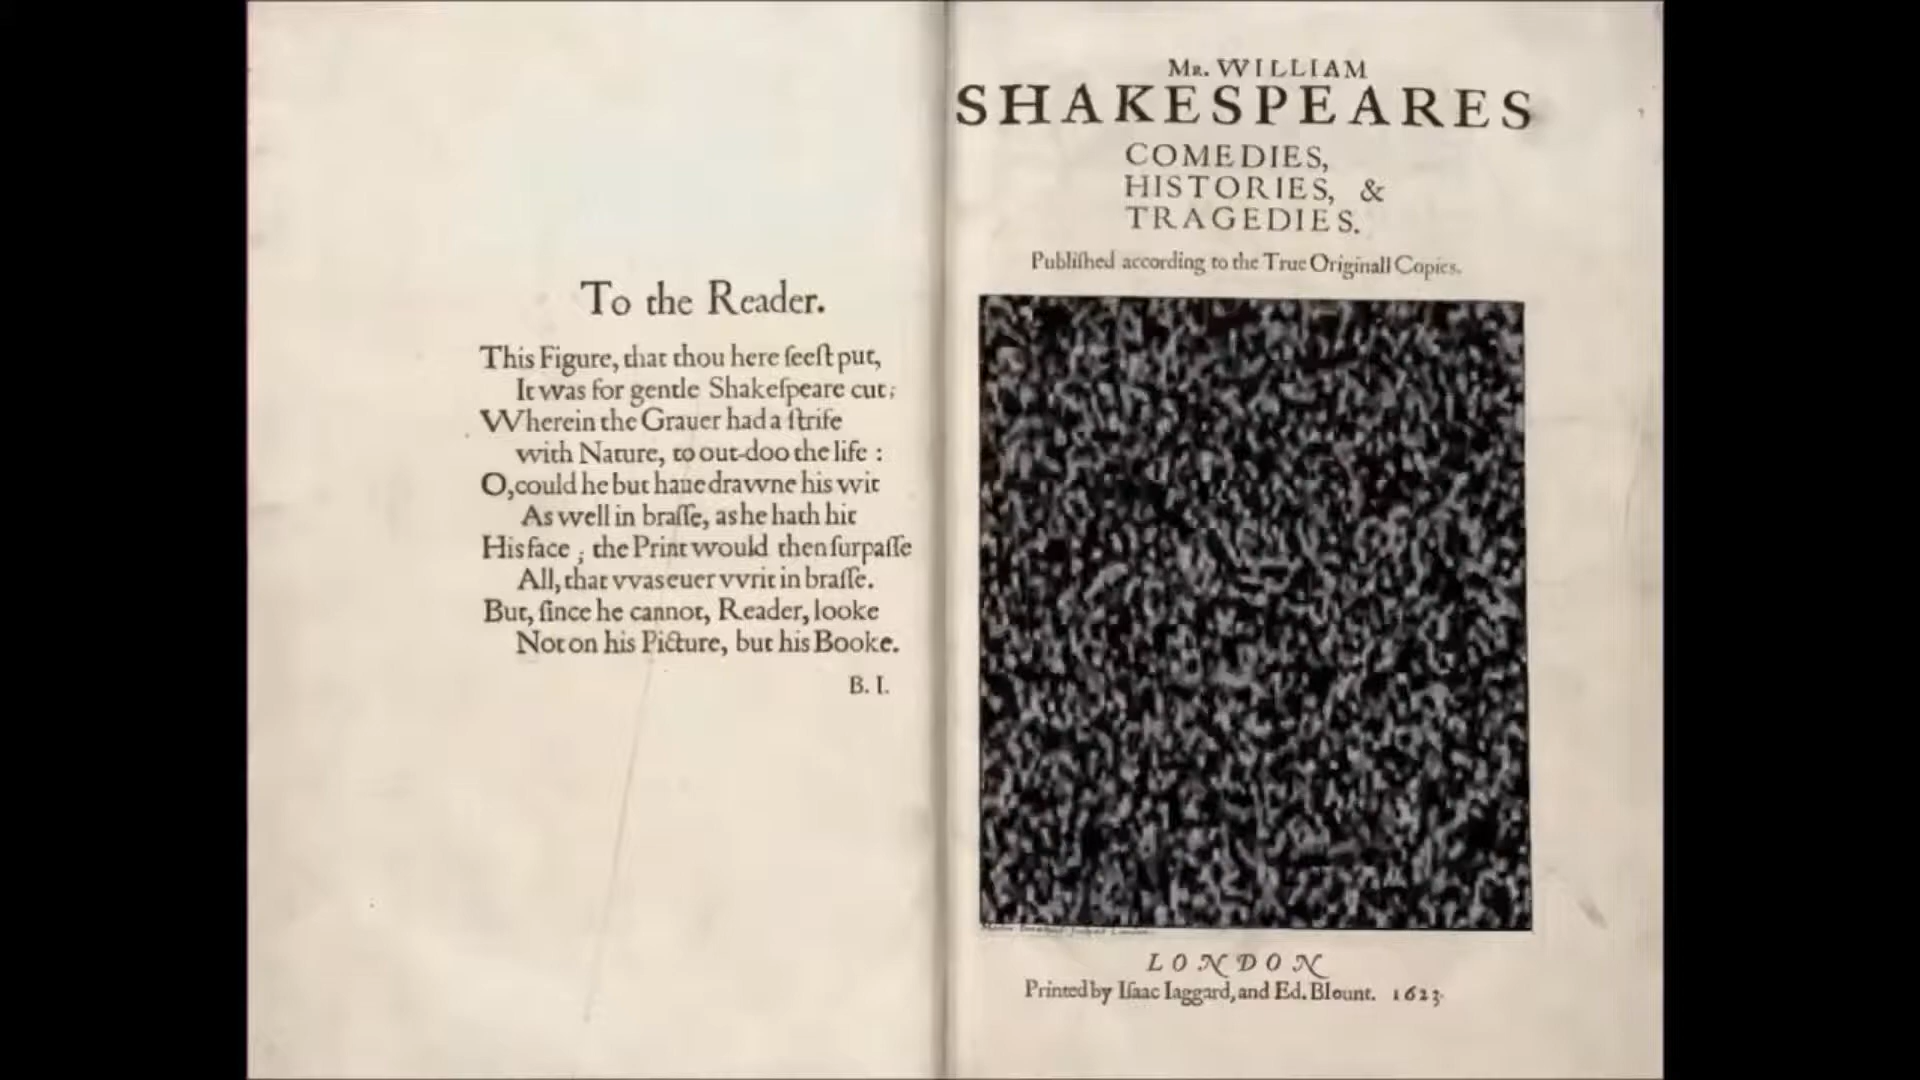 To the Reader.
This Figure, that thou here ſeeſt put,
It was for gentle Shakeſpeare cut;
Wherein the Grauer had a ſtrife
with Nature, to out-doo the life :
O, could he but haue drawne his wit
As well in braſſe, as he hath hit
His face ; the Print would then ſurpaſſe
All, that vvas euer vvrit in braſſe.
But, ſince he cannot, Reader, looke
Not on his Picture, but his Booke.
B. I.
Mr. WILLIAM
SHAKESPEARES
COMEDIES,
HISTORIES, &
TRAGEDIES.
Publiſhed according to the True Originall Copies.
LONDON
Printed by Iſaac Iaggard, and Ed. Blount. 1623.